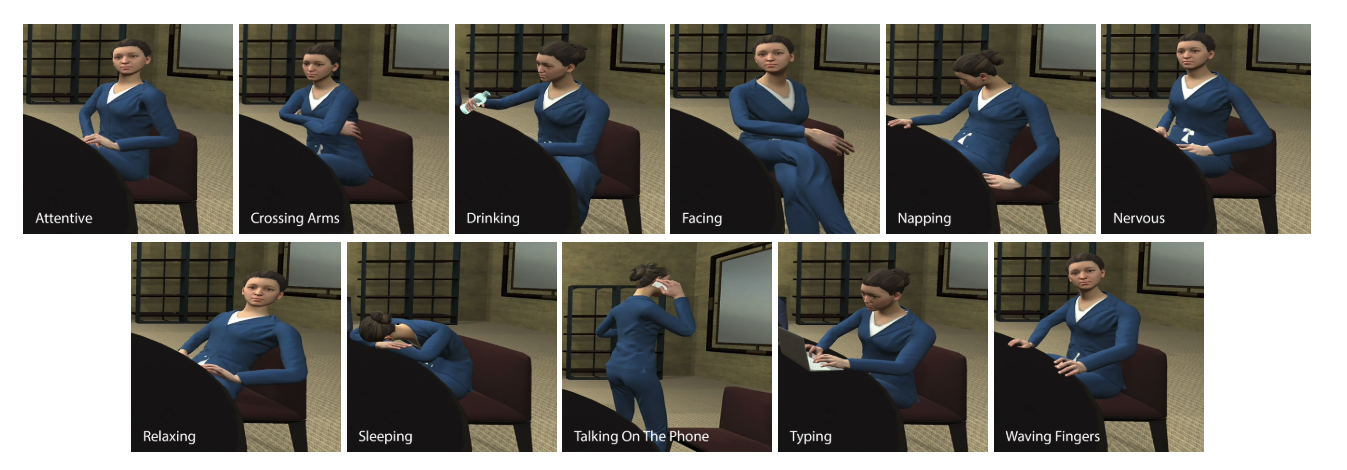 Attentive
Crossing Arms
Drinking
Facing
Napping
Nervous
Relaxing
Sleeping
Talking On The Phone
Typing
Waving Fingers